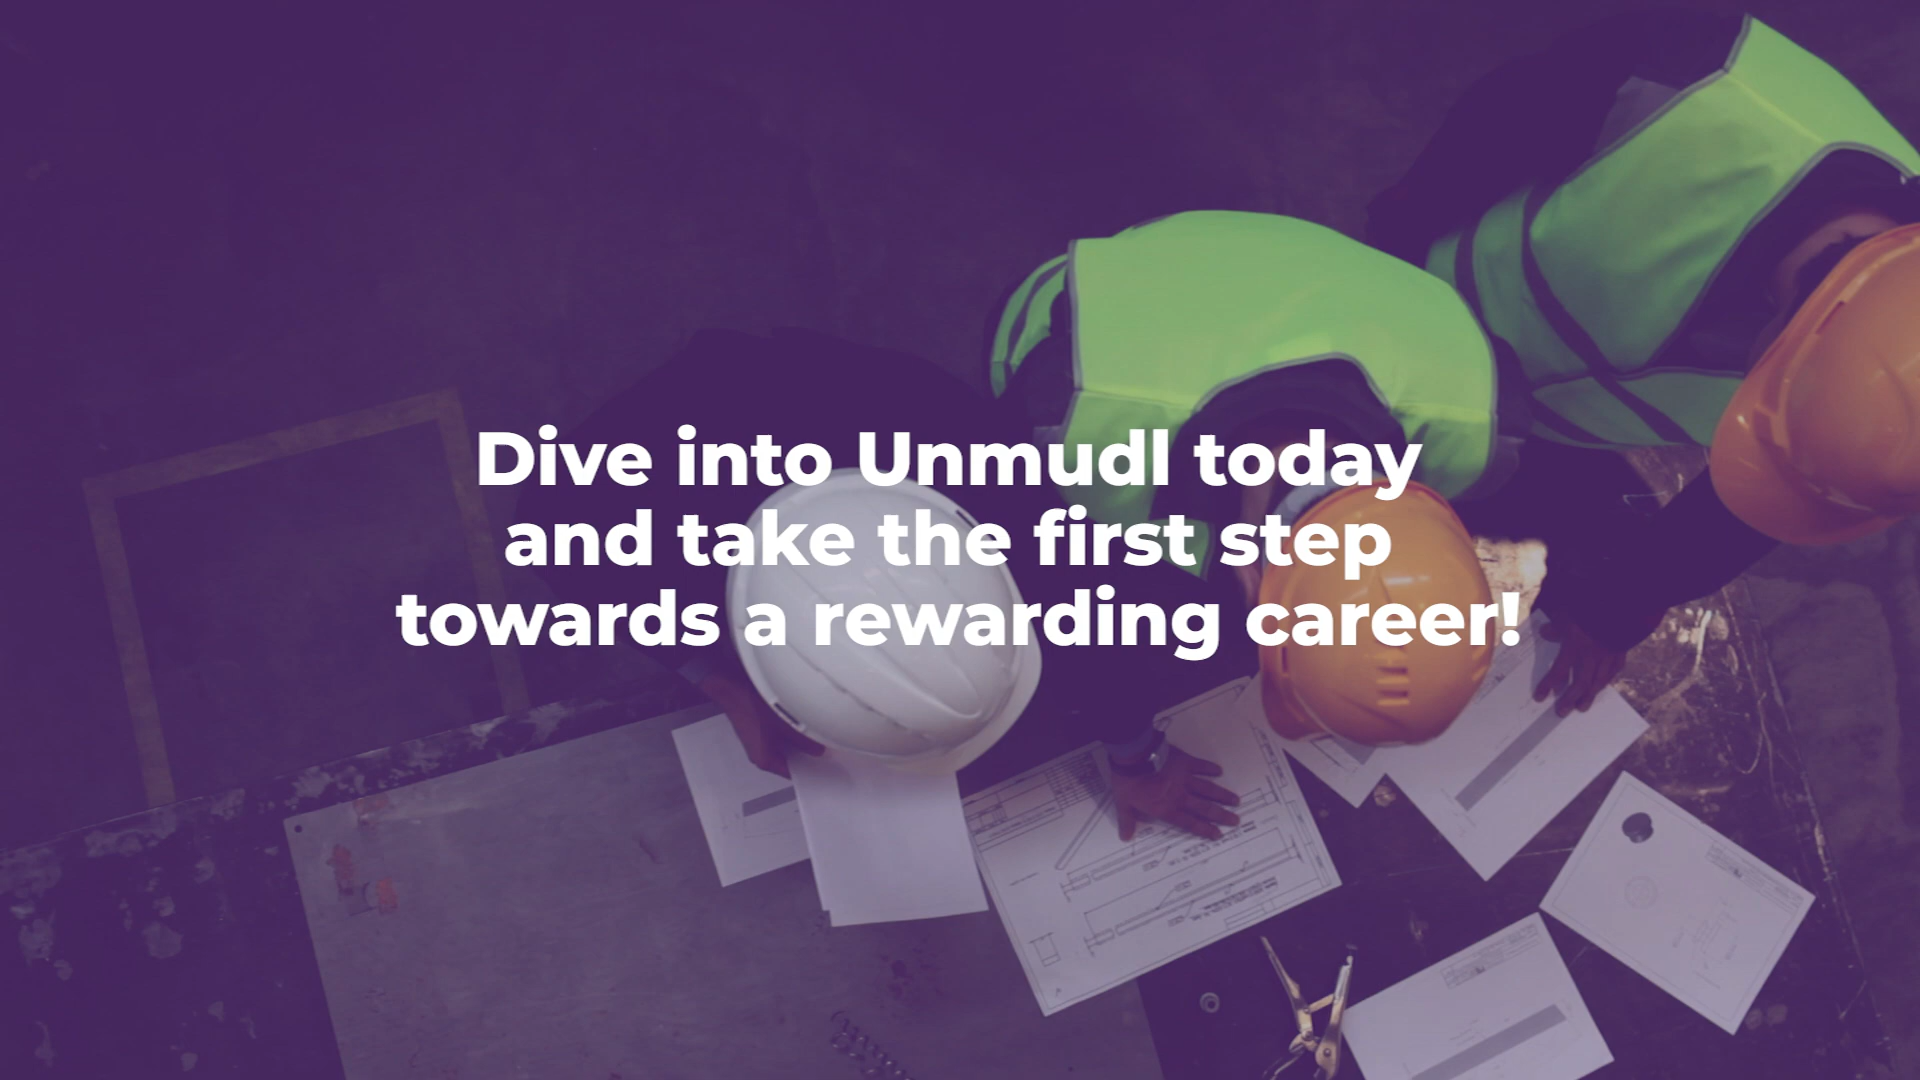 Dive into Unmudl today
and take the first step
towards a rewarding career!